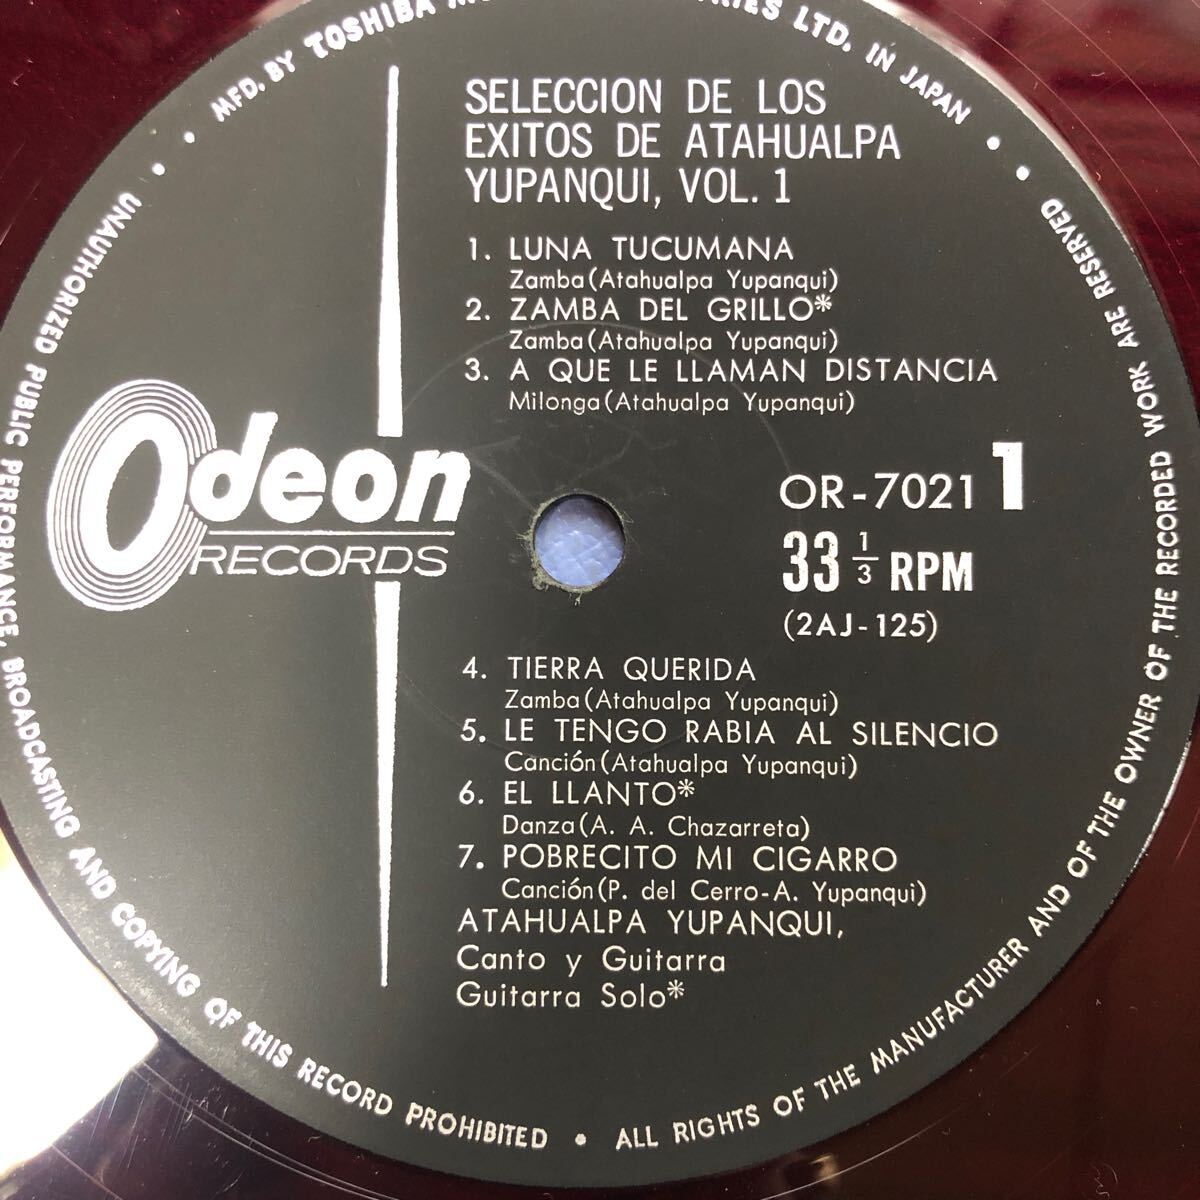 MFD. BY TOSHIBA LTD. IN JAPAN
SELECCION DE LOS
EXITOS DE ATAHUALPA
YUPANQUI, VOL. 1
1. LUNA TUCUMANA
Zamba (Atahualpa Yupanqui)
2. ZAMBA DEL GRILLO*
Zamba (Atahualpa Yupanqui)
3. A QUE LE LLAMAN DISTANCIA
Milonga (Atahualpa Yupanqui)
Odeon
RECORDS
OR-7021 1
33 1/3 RPM
(2AJ-125)
4. TIERRA QUERIDA
Zamba (Atahualpa Yupanqui)
5. LE TENGO RABIA AL SILENCIO
Canción (Atahualpa Yupanqui)
6. EL LLANTO*
Danza (A. A. Chazarreta)
7. POBRECITO MI CIGARRO
Canción (P. del Cerro-A. Yupanqui)
ATAHUALPA YUPANQUI,
Canto y Guitarra
Guitarra Solo*
UNAUTHORIZED PUBLIC PERFORMANCE, BROADCASTING AND COPYING OF THIS RECORD PROHIBITED • ALL RIGHTS OF THE MANUFACTURER AND OF THE OWNER OF THE RECORDED WORK ARE RESERVED